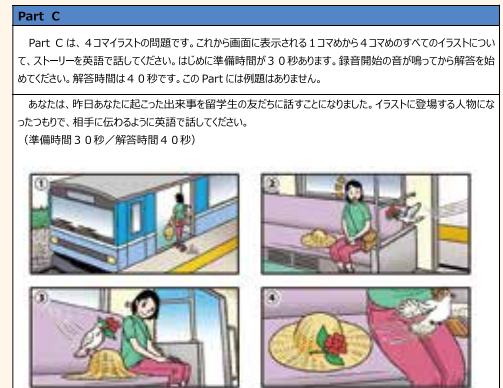 Part C
Part C は、４コマイラストの問題です。これから画面に表示される１コマめから４コマめのすべてのイラストについ
て、ストーリーを英語で話してください。はじめに準備時間が３０秒あります。録音開始の音が鳴ってから解答を始
めてください。解答時間は４０秒です。この Part には例題はありません。
あなたは、昨日あなたに起こった出来事を留学生の友だちに話すことになりました。イラストに登場する人物にな
ったつもりで、相手に伝わるように英語で話してください。
（準備時間３０秒／解答時間４０秒）
①
②
③
④